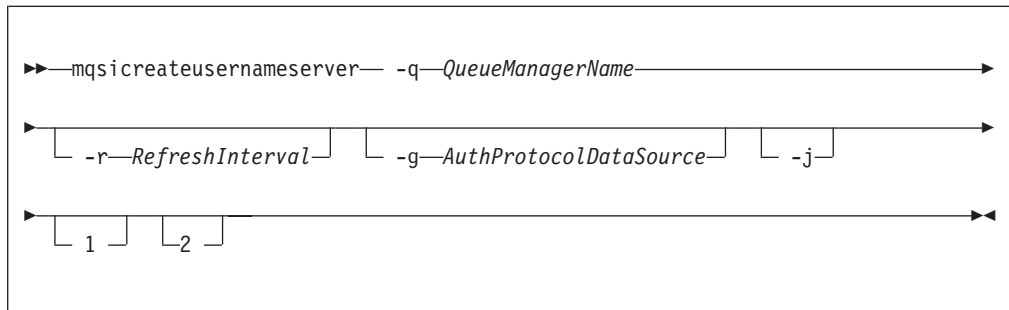 mqsicreateusernameserver -q QueueManagerName
-r RefreshInterval -g AuthProtocolDataSource -j
1 2